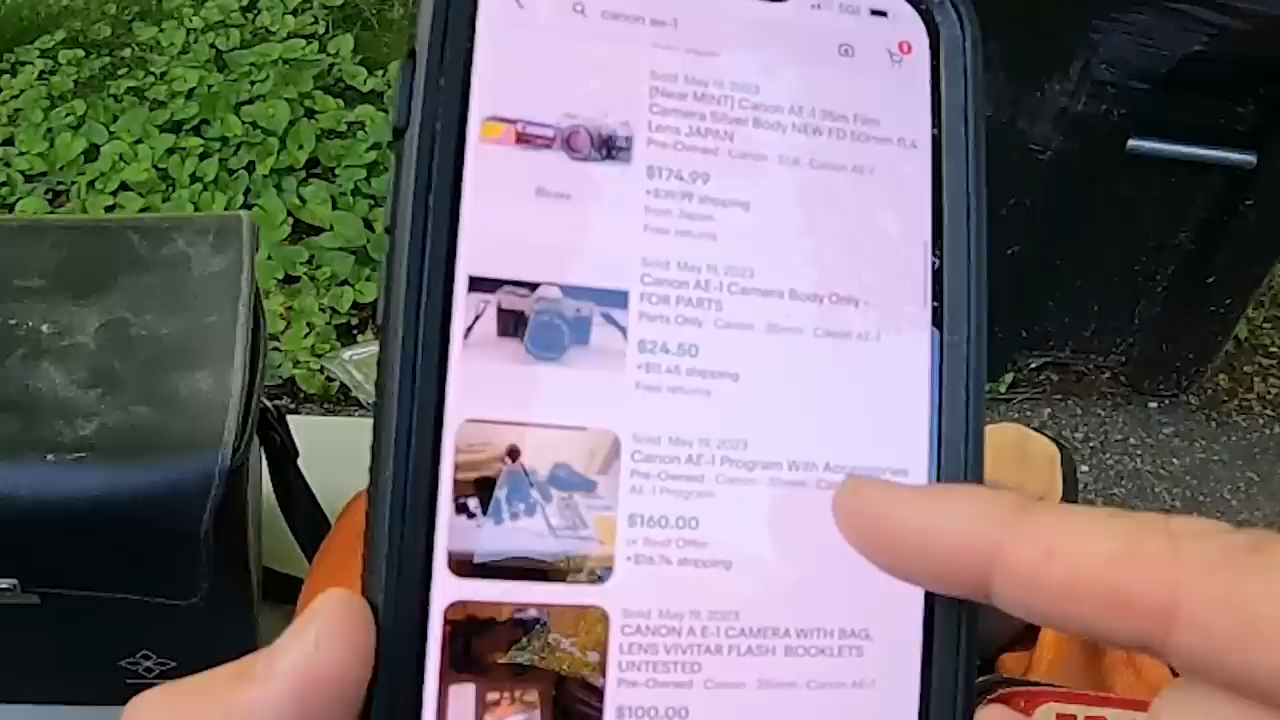 5GE
canon ae-1
0
Sold May 19, 2023
[Near MINT] Canon AE-1 35m Film
Camera Silver Body NEW FD 50mm f1.4
Lens JAPAN
Pre-Owned · Canon · SLR · Canon AE-1
$174.99
+$39.99 shipping
from Japan
Free returns
Sold May 19, 2023
Canon AE-1 Camera Body Only -
FOR PARTS
Parts Only · Canon · 35mm · Canon AE-1
$24.50
+$11.45 shipping
Free returns
Sold May 19, 2023
Canon AE-1 Program With Accessories
Pre-Owned · Canon · 35mm
AE-1 Program
$160.00
or Best Offer
+$16.74 shipping
Sold May 19, 2023
CANON A E-1 CAMERA WITH BAG,
LENS VIVITAR FLASH BOOKLETS
UNTESTED
Pre-Owned · Canon · 35mm · Canon AE-1
$100.00